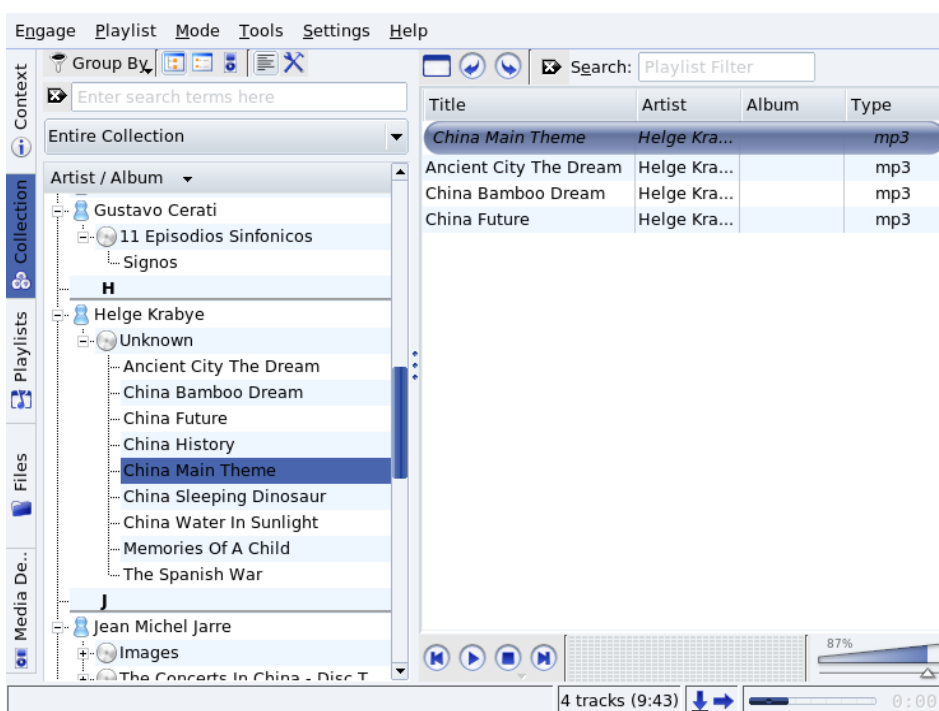 Engage Playlist Mode Tools Settings Help
Group By
Search: Playlist Filter
Enter search terms here
Entire Collection
Artist / Album
Gustavo Cerati
11 Episodios Sinfonicos
Signos
H
Helge Krabye
Unknown
Ancient City The Dream
China Bamboo Dream
China Future
China History
China Main Theme
China Sleeping Dinosaur
China Water In Sunlight
Memories Of A Child
The Spanish War
J
Jean Michel Jarre
Images
The Concerts In China - Disc T
Context
Collection
Playlists
Files
Media De..
Title Artist Album Type
China Main Theme Helge Kra... mp3
Ancient City The Dream Helge Kra... mp3
China Bamboo Dream Helge Kra... mp3
China Future Helge Kra... mp3
87%
4 tracks (9:43) 0:00